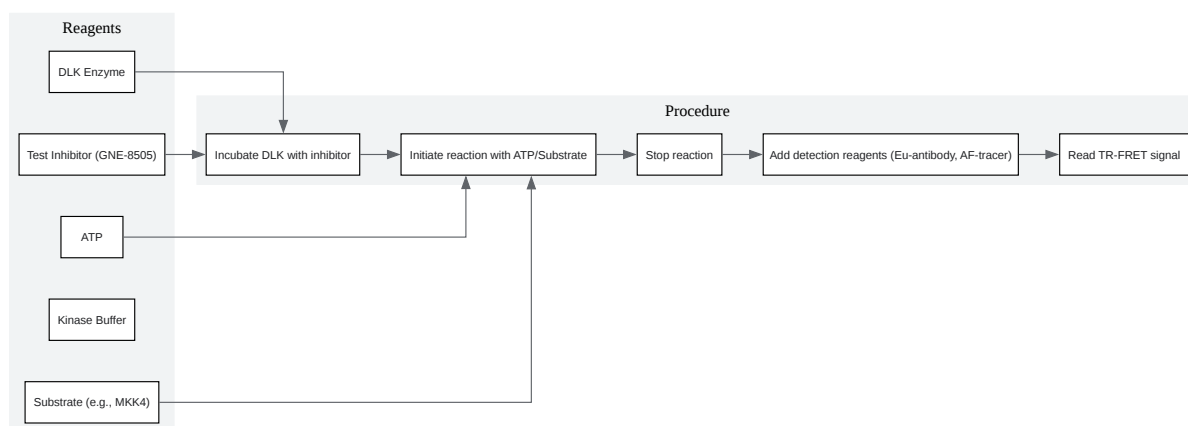 Reagents
DLK Enzyme
Test Inhibitor (GNE-8505)
ATP
Kinase Buffer
Substrate (e.g., MKK4)
Procedure
Incubate DLK with inhibitor
Initiate reaction with ATP/Substrate
Stop reaction
Add detection reagents (Eu-antibody, AF-tracer)
Read TR-FRET signal